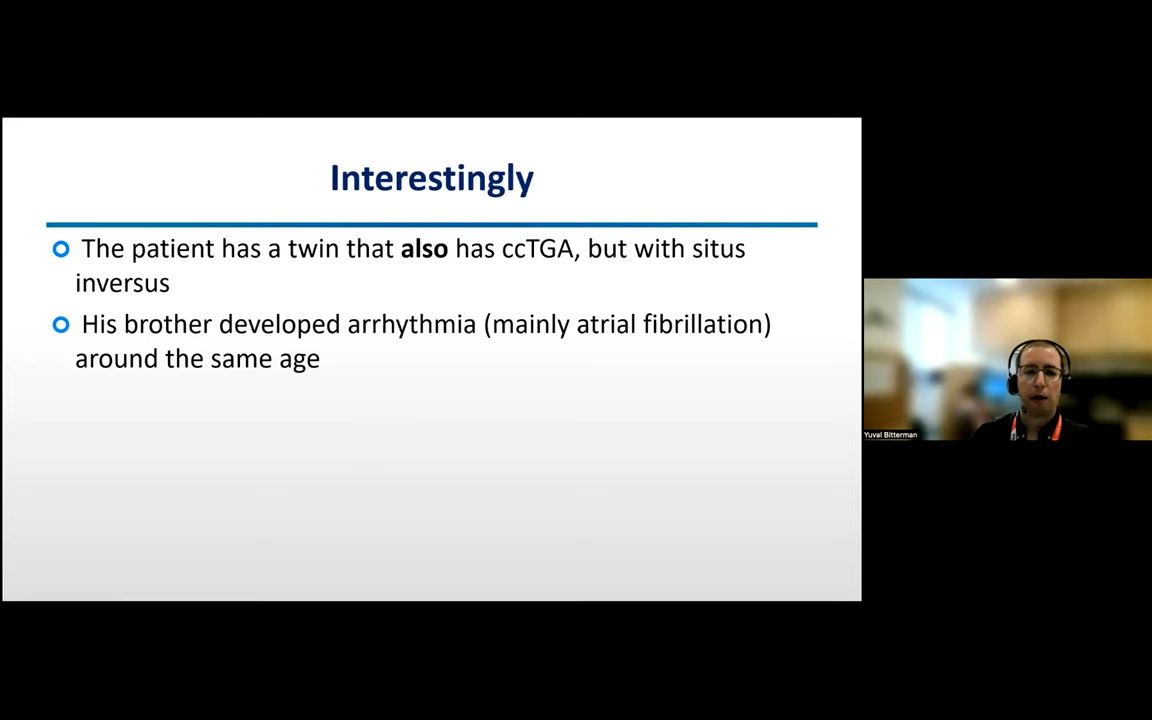 Interestingly
The patient has a twin that also has ccTGA, but with situs
inversus
His brother developed arrhythmia (mainly atrial fibrillation)
around the same age
Yuval Bitterman